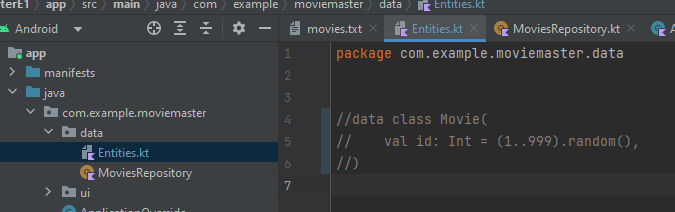 terE1 〉 app 〉 src 〉 main 〉 java 〉 com 〉 example 〉 moviemaster 〉 data 〉 Entities.kt
Android
movies.txt Entities.kt MoviesRepository.kt
app
manifests
java
com.example.moviemaster
data
Entities.kt
MoviesRepository
ui
ApplicationOverride
1 package com.example.moviemaster.data
2
3
4 //data class Movie(
5 //    val id: Int = (1..999).random(),
6 //)
7